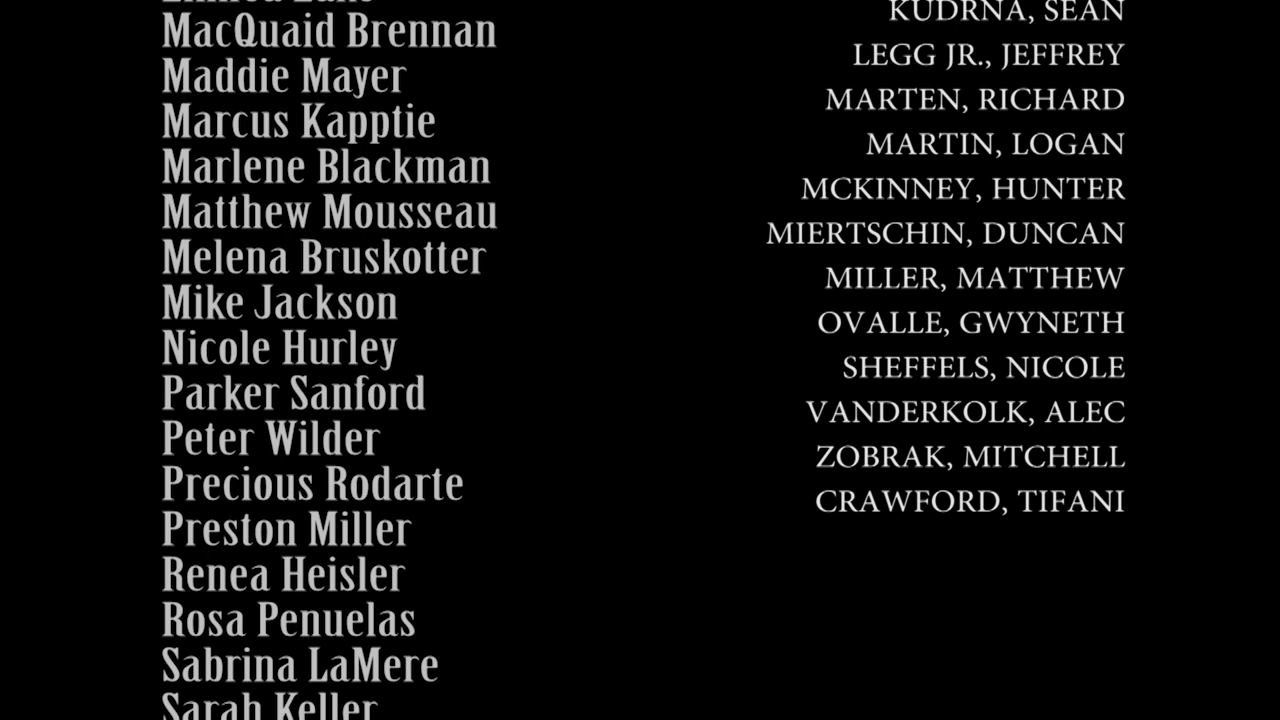 MacQuaid Brennan
Maddie Mayer
Marcus Kapptie
Marlene Blackman
Matthew Mousseau
Melena Bruskotter
Mike Jackson
Nicole Hurley
Parker Sanford
Peter Wilder
Precious Rodarte
Preston Miller
Renea Heisler
Rosa Penuelas
Sabrina LaMere
Sarah Keller
KUDRNA, SEAN
LEGG JR., JEFFREY
MARTEN, RICHARD
MARTIN, LOGAN
MCKINNEY, HUNTER
MIERTSCHIN, DUNCAN
MILLER, MATTHEW
OVALLE, GWYNETH
SHEFFELS, NICOLE
VANDERKOLK, ALEC
ZOBRAK, MITCHELL
CRAWFORD, TIFANI